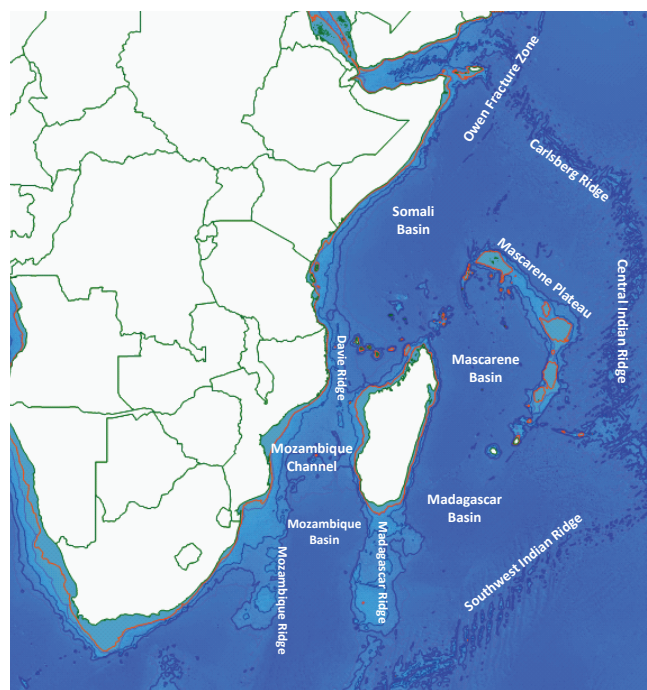 Owen Fracture Zone
Carlsberg Ridge
Somali
Basin
Mascarene Plateau
Central Indian Ridge
Davie Ridge
Mascarene
Basin
Mozambique
Channel
Madagascar
Basin
Mozambique
Basin
Mozambique Ridge
Madagascar Ridge
Southwest Indian Ridge